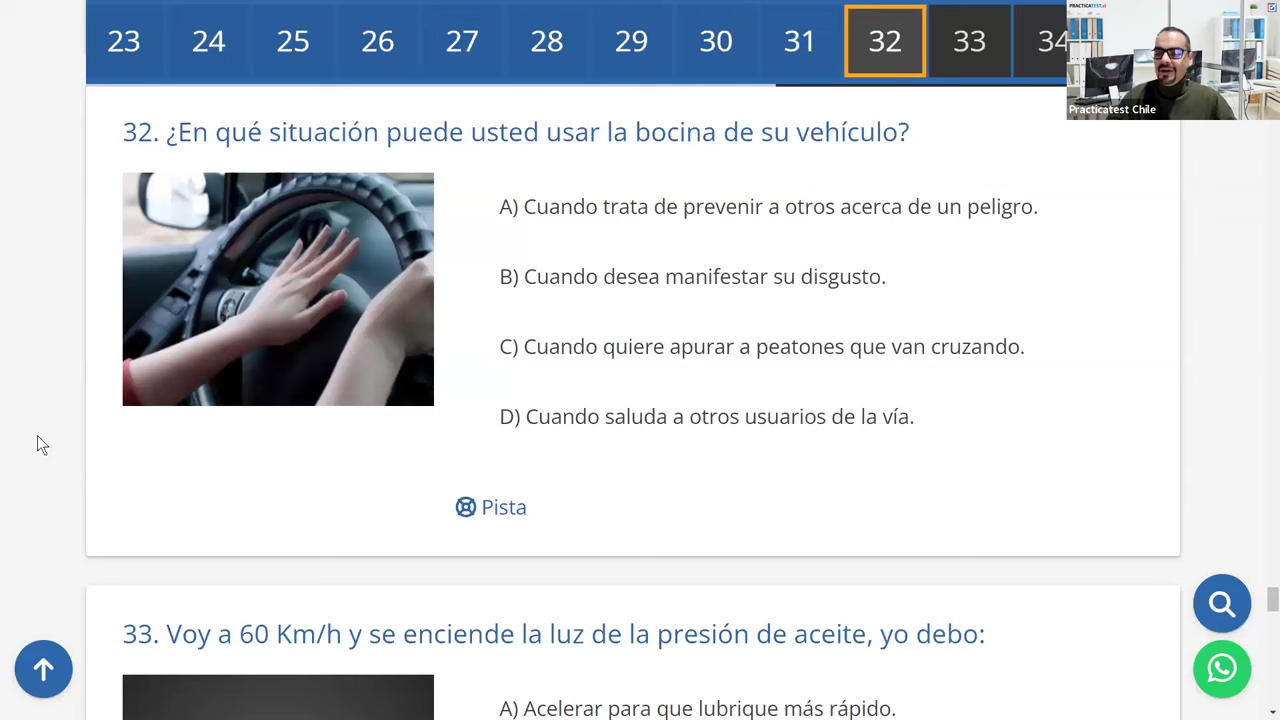 23 24 25 26 27 28 29 30 31 32 33 34
PRACTICATEST.cl
Practicatest Chile
32. ¿En qué situación puede usted usar la bocina de su vehículo?
A) Cuando trata de prevenir a otros acerca de un peligro.
B) Cuando desea manifestar su disgusto.
C) Cuando quiere apurar a peatones que van cruzando.
D) Cuando saluda a otros usuarios de la vía.
Pista
33. Voy a 60 Km/h y se enciende la luz de la presión de aceite, yo debo:
A) Acelerar para que lubrique más rápido.